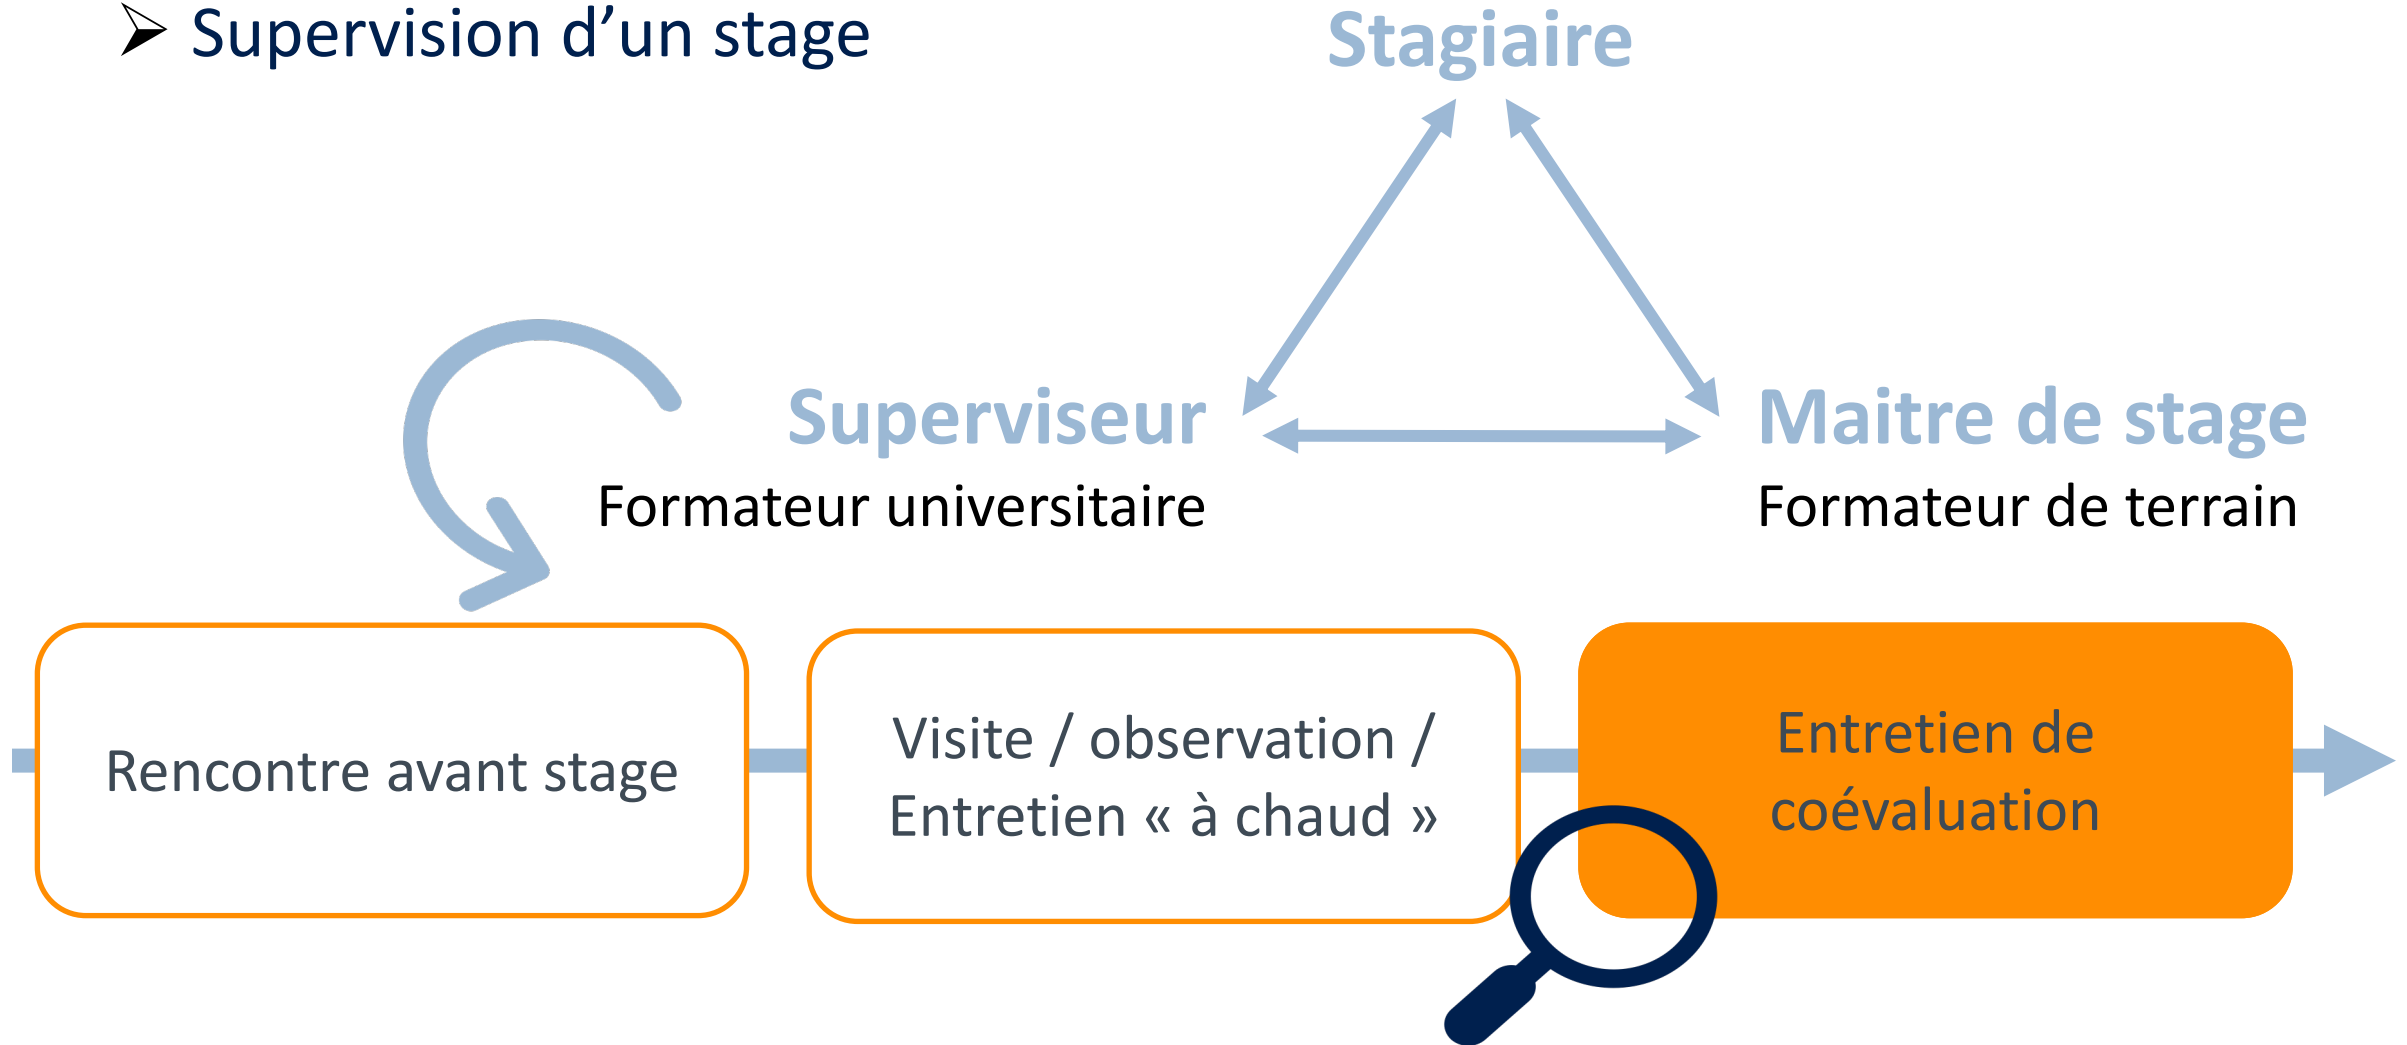 Supervision d’un stage
Stagiaire
Superviseur
Formateur universitaire
Maitre de stage
Formateur de terrain
Rencontre avant stage
Visite / observation /
Entretien « à chaud »
Entretien de
coévaluation